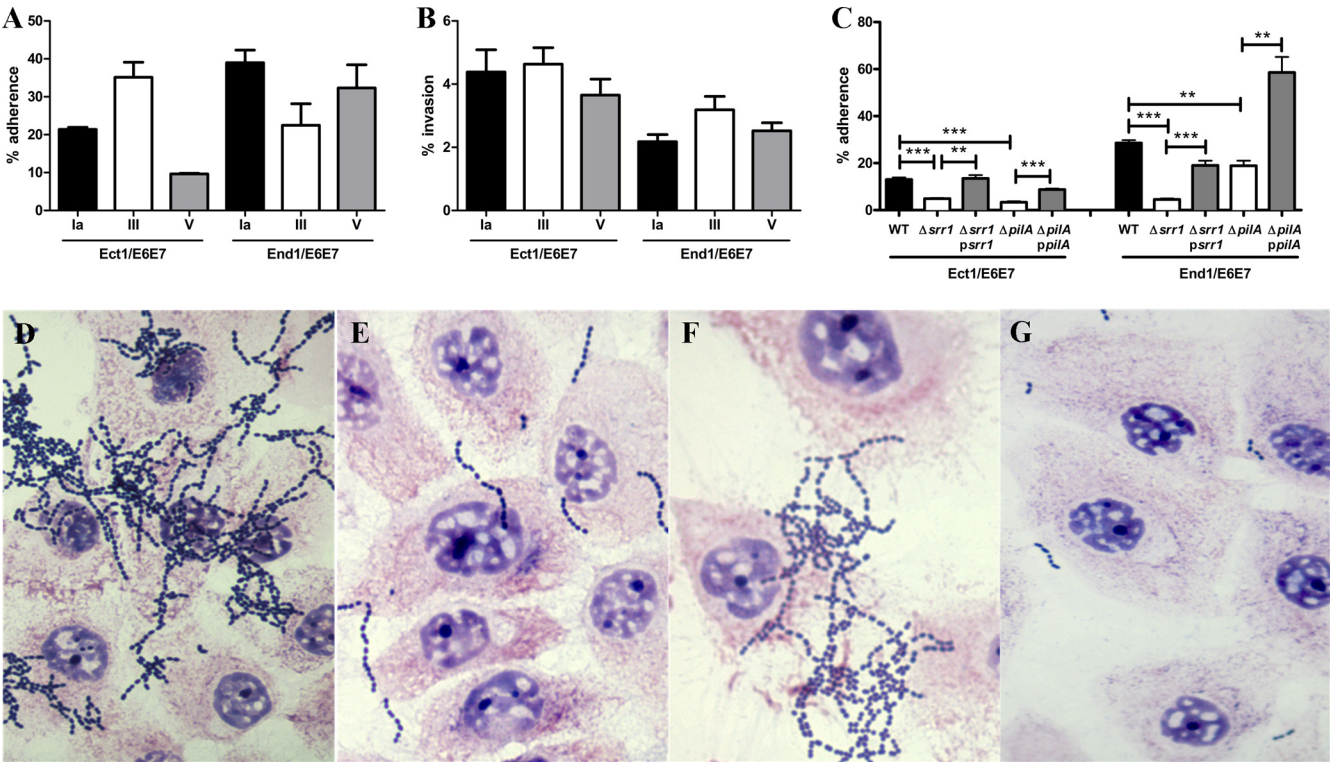 A
50
40
30
20
10
0
% adherence
Ia III V Ia III V
Ect1/E6E7 End1/E6E7
B
6
4
2
0
% invasion
Ia III V Ia III V
Ect1/E6E7 End1/E6E7
C
80
60
40
20
0
% adherence
*** *** ** *** ** *** *** **
WT Δsrr1 Δsrr1 ΔpilA ΔpilA WT Δsrr1 Δsrr1 ΔpilA ΔpilA
psrr1 ppilA psrr1 ppilA
Ect1/E6E7 End1/E6E7
D E F G